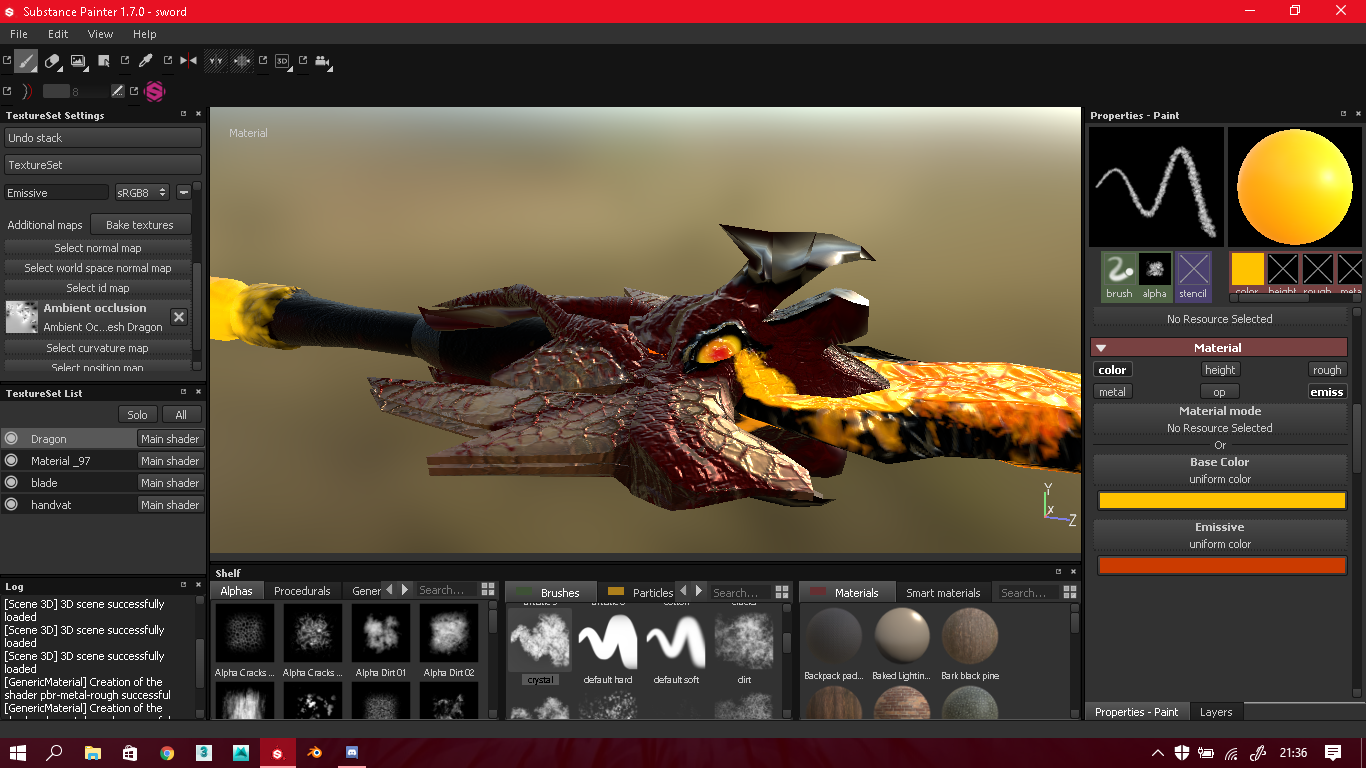 Substance Painter 1.7.0 - sword
File Edit View Help
3D
8
TextureSet Settings
Undo stack
TextureSet
Emissive sRGB8
Additional maps Bake textures
Select normal map
Select world space normal map
Select id map
Ambient occlusion
Ambient Oc...esh Dragon
Select curvature map
Select position map
TextureSet List
Solo All
Dragon Main shader
Material _97 Main shader
blade Main shader
handvat Main shader
Log
[Scene 3D] 3D scene successfully
loaded
[Scene 3D] 3D scene successfully
loaded
[Scene 3D] 3D scene successfully
loaded
[GenericMaterial] Creation of the
shader pbr-metal-rough successful
[GenericMaterial] Creation of the
Material
Y
X
Z
Shelf
Alphas Procedurals Gener Search...
Alpha Cracks ... Alpha Cracks ... Alpha Dirt 01 Alpha Dirt 02
Brushes Particles Search...
crystal default hard default soft dirt
Materials Smart materials Search...
Backpack pad... Baked Lightin... Bark black pine
Properties - Paint
brush alpha stencil
color height rough meta
No Resource Selected
Material
color height rough
metal op emiss
Material mode
No Resource Selected
Or
Base Color
uniform color
Emissive
uniform color
Properties - Paint Layers
21:36